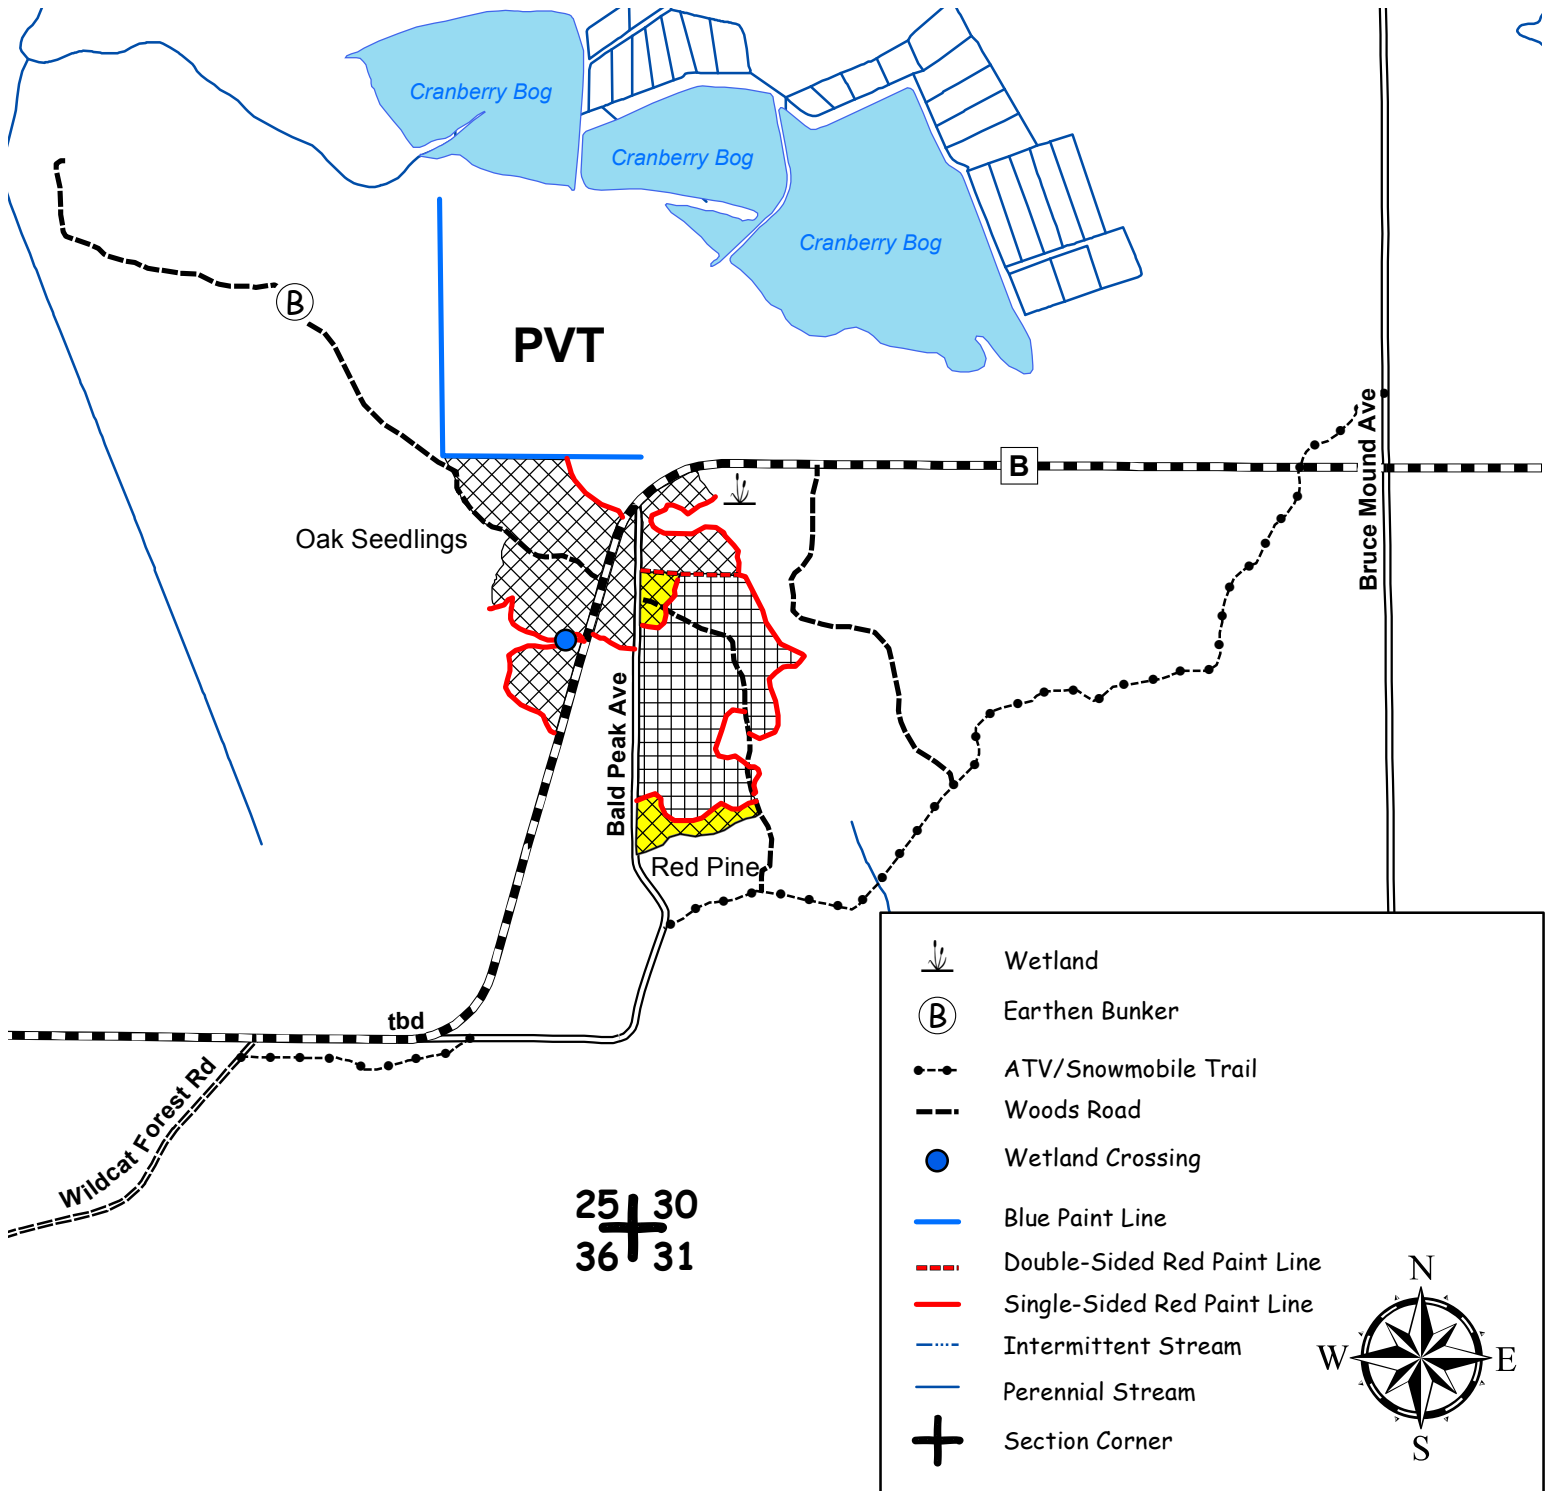 Cranberry Bog
Cranberry Bog
Cranberry Bog
B
PVT
B
Bruce Mound Ave
Oak Seedlings
Bald Peak Ave
Red Pine
tbd
Wildcat Forest Rd
25 30
36 31
Wetland
B Earthen Bunker
ATV/Snowmobile Trail
Woods Road
Wetland Crossing
Blue Paint Line
Double-Sided Red Paint Line
Single-Sided Red Paint Line
Intermittent Stream
Perennial Stream
Section Corner
N
W E
S